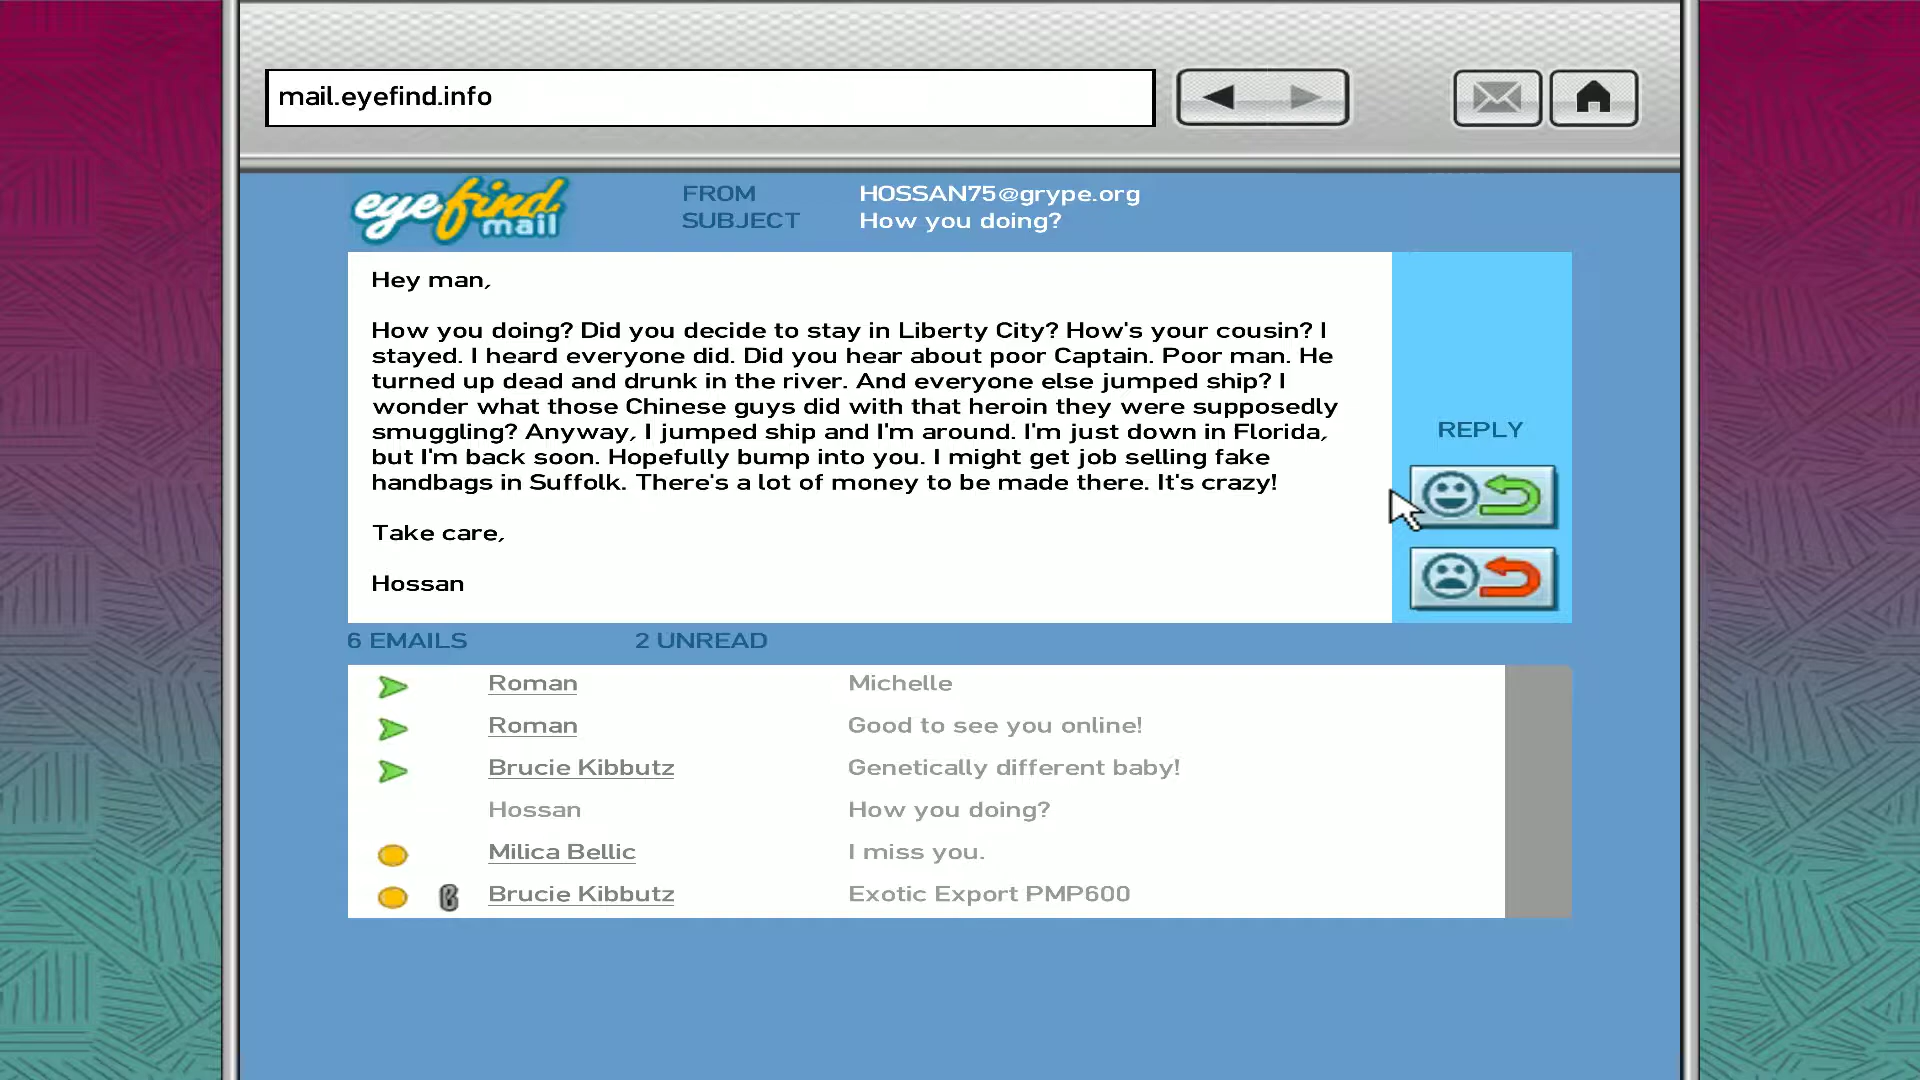 mail.eyefind.info
eyefind
mail
FROM HOSSAN75@grype.org
SUBJECT How you doing?
Hey man,
How you doing? Did you decide to stay in Liberty City? How's your cousin? I
stayed. I heard everyone did. Did you hear about poor Captain. Poor man. He
turned up dead and drunk in the river. And everyone else jumped ship? I
wonder what those Chinese guys did with that heroin they were supposedly
smuggling? Anyway, I jumped ship and I'm around. I'm just down in Florida,
but I'm back soon. Hopefully bump into you. I might get job selling fake
handbags in Suffolk. There's a lot of money to be made there. It's crazy!
Take care,
Hossan
REPLY
6 EMAILS 2 UNREAD
Roman Michelle
Roman Good to see you online!
Brucie Kibbutz Genetically different baby!
Hossan How you doing?
Milica Bellic I miss you.
Brucie Kibbutz Exotic Export PMP600